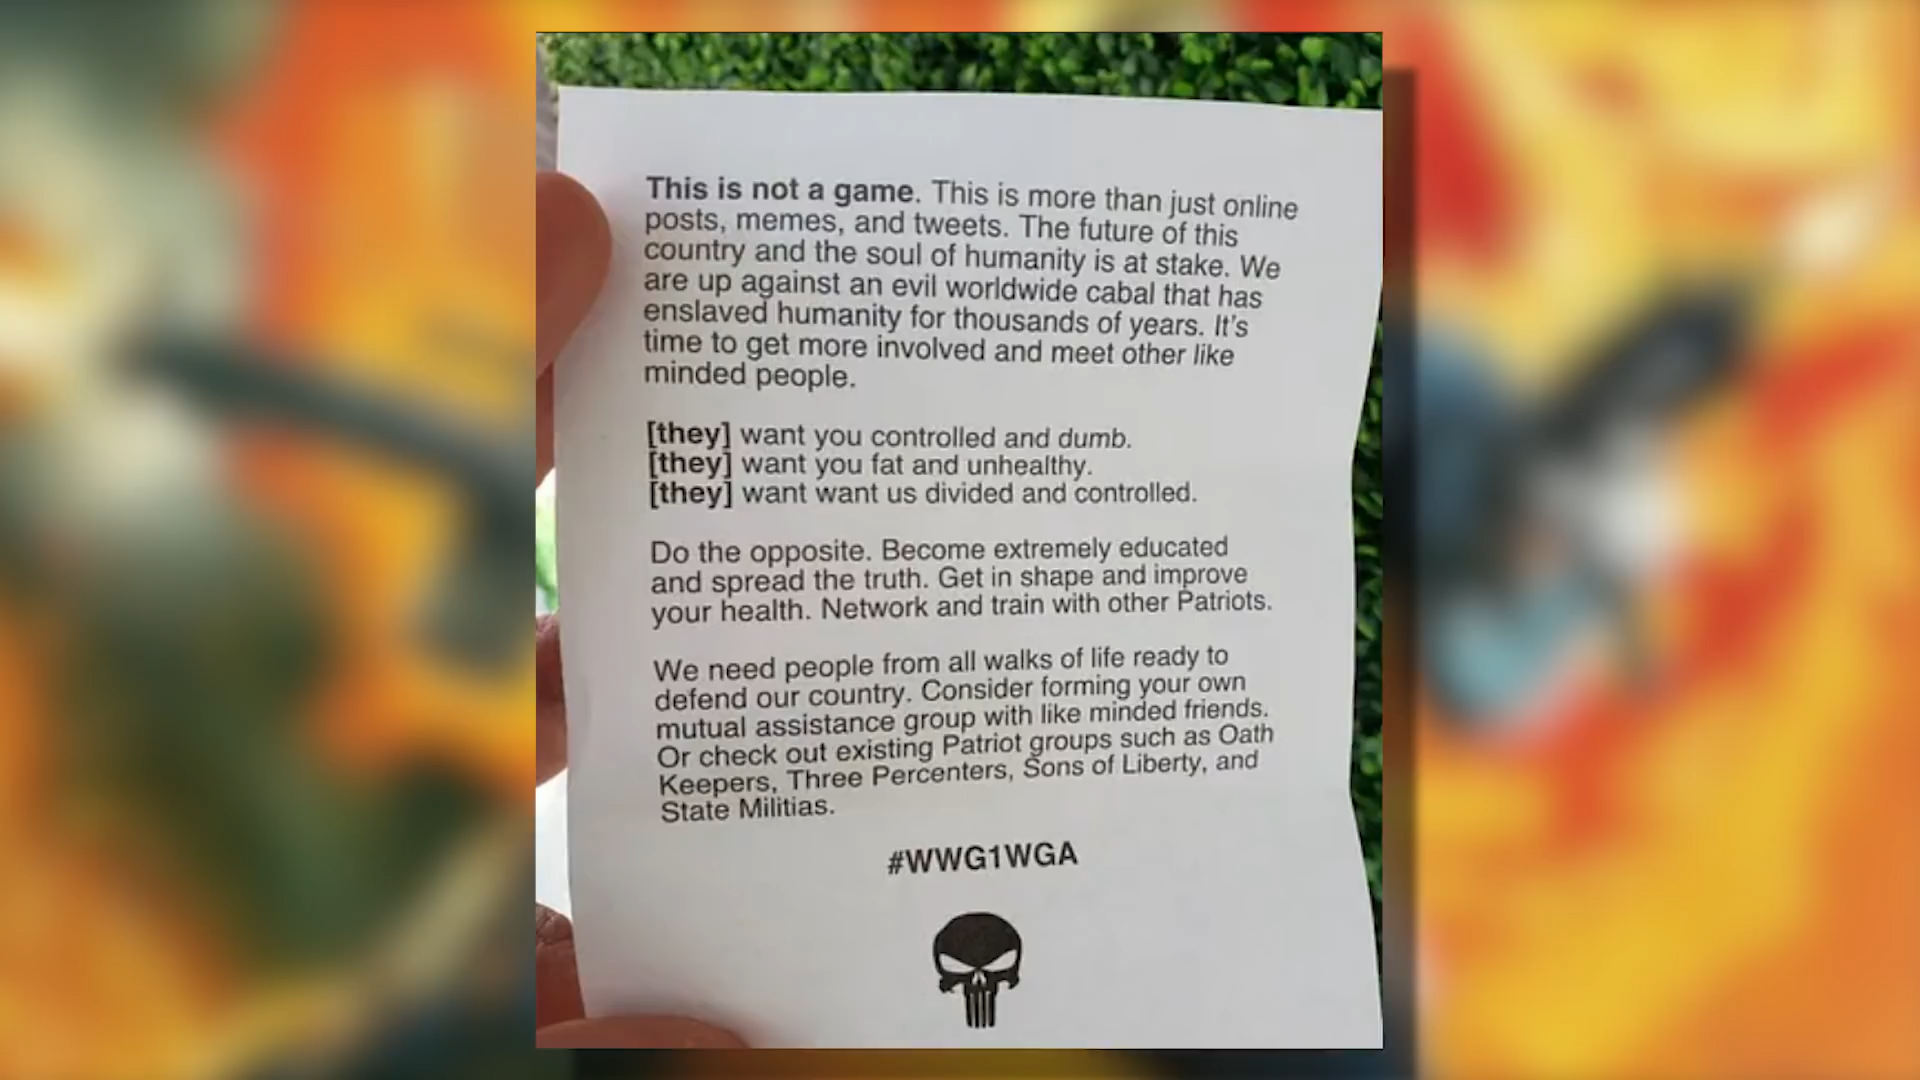 This is not a game. This is more than just online
posts, memes, and tweets. The future of this
country and the soul of humanity is at stake. We
are up against an evil worldwide cabal that has
enslaved humanity for thousands of years. It's
time to get more involved and meet other like
minded people.
[they] want you controlled and dumb.
[they] want you fat and unhealthy.
[they] want want us divided and controlled.
Do the opposite. Become extremely educated
and spread the truth. Get in shape and improve
your health. Network and train with other Patriots.
We need people from all walks of life ready to
defend our country. Consider forming your own
mutual assistance group with like minded friends.
Or check out existing Patriot groups such as Oath
Keepers, Three Percenters, Sons of Liberty, and
State Militias.
#WWG1WGA